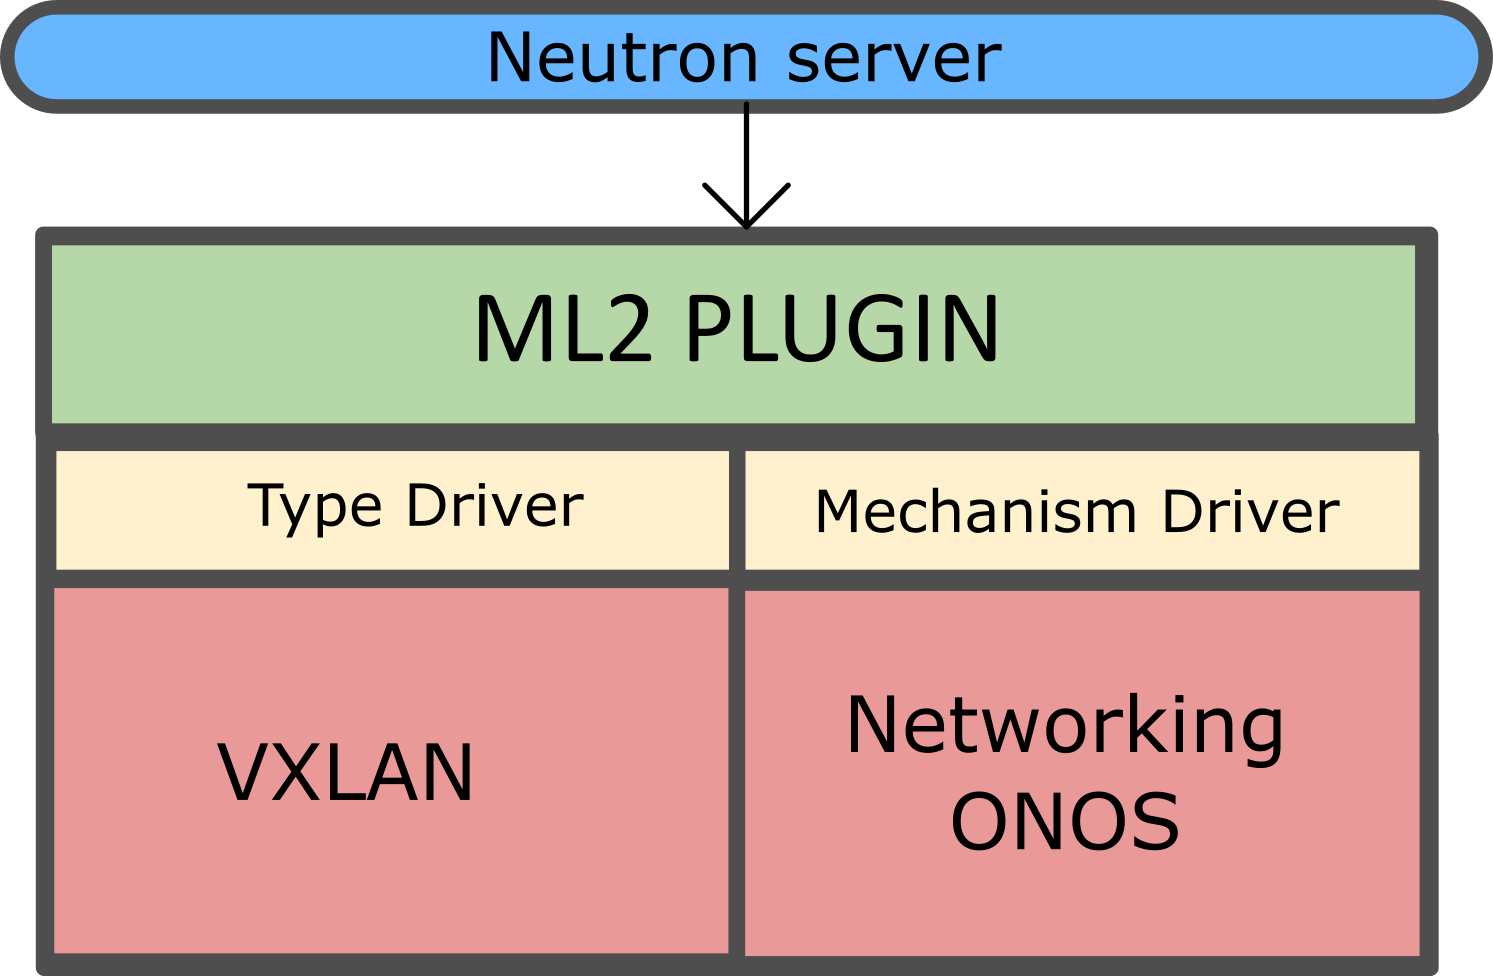 Neutron server
ML2 PLUGIN
Type Driver
Mechanism Driver
VXLAN
Networking
ONOS